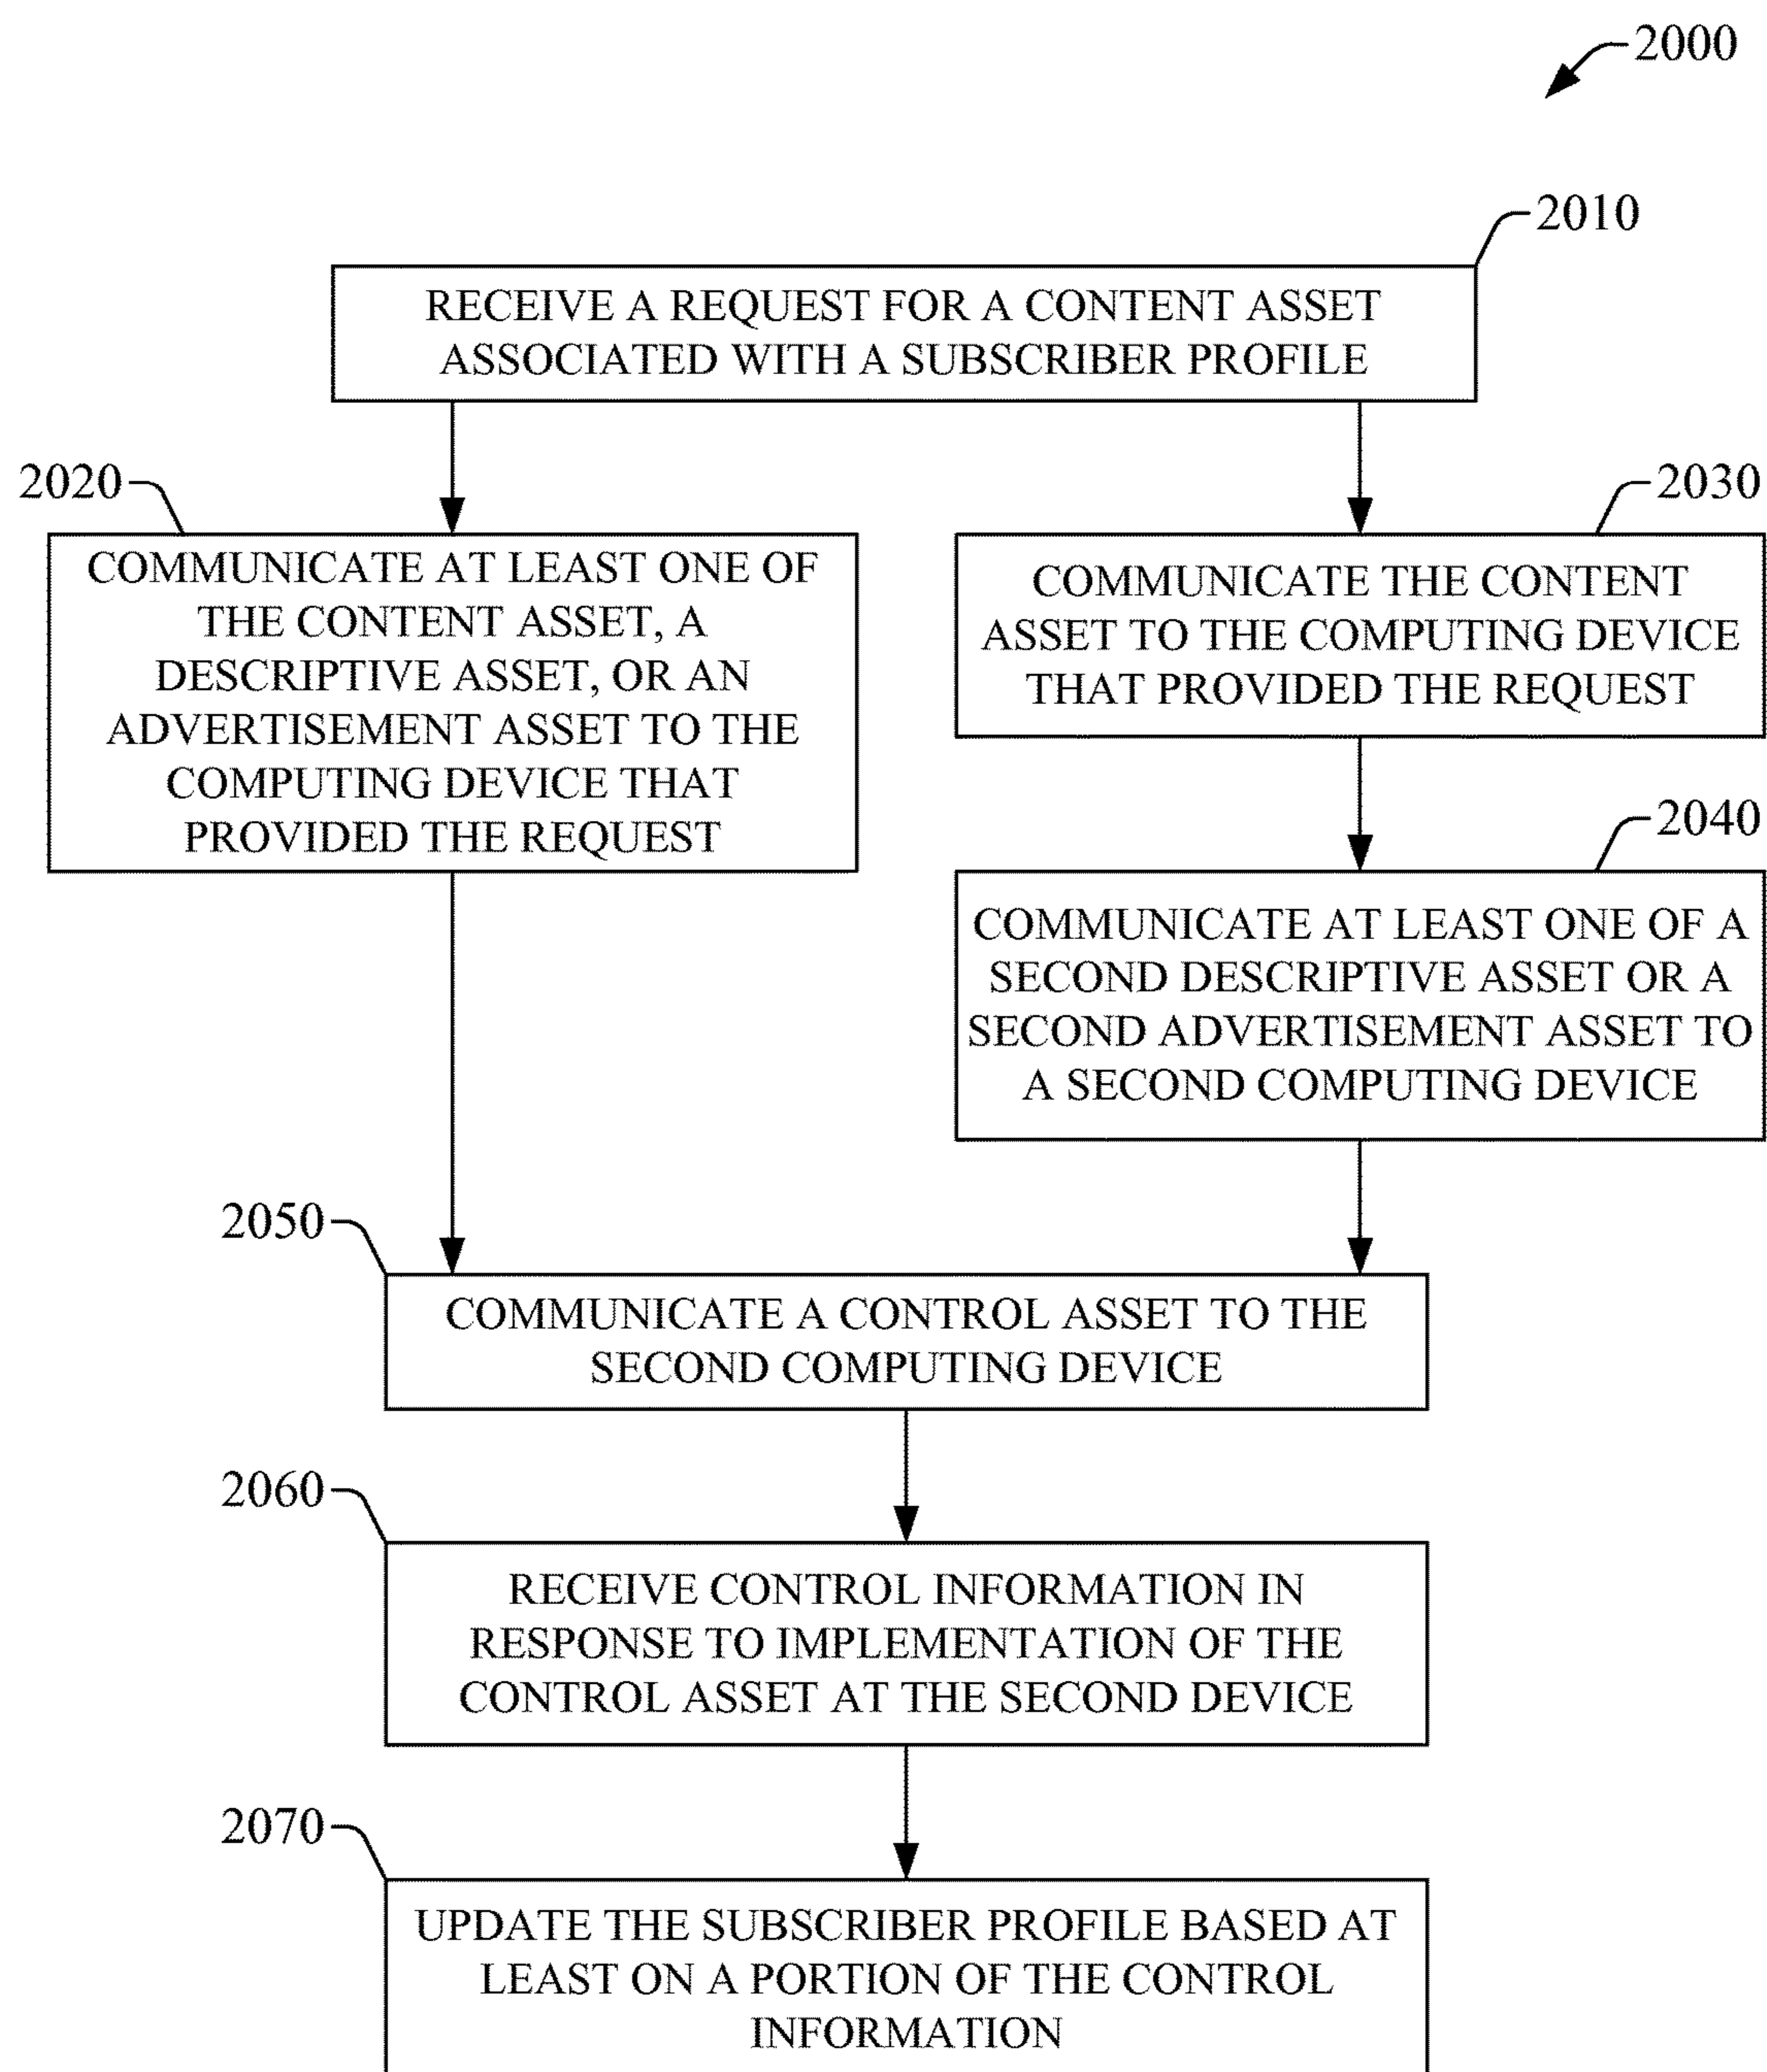 2000
2010
RECEIVE A REQUEST FOR A CONTENT ASSET
ASSOCIATED WITH A SUBSCRIBER PROFILE
2020
COMMUNICATE AT LEAST ONE OF
THE CONTENT ASSET, A
DESCRIPTIVE ASSET, OR AN
ADVERTISEMENT ASSET TO THE
COMPUTING DEVICE THAT
PROVIDED THE REQUEST
2030
COMMUNICATE THE CONTENT
ASSET TO THE COMPUTING DEVICE
THAT PROVIDED THE REQUEST
2040
COMMUNICATE AT LEAST ONE OF A
SECOND DESCRIPTIVE ASSET OR A
SECOND ADVERTISEMENT ASSET TO
A SECOND COMPUTING DEVICE
2050
COMMUNICATE A CONTROL ASSET TO THE
SECOND COMPUTING DEVICE
2060
RECEIVE CONTROL INFORMATION IN
RESPONSE TO IMPLEMENTATION OF THE
CONTROL ASSET AT THE SECOND DEVICE
2070
UPDATE THE SUBSCRIBER PROFILE BASED AT
LEAST ON A PORTION OF THE CONTROL
INFORMATION